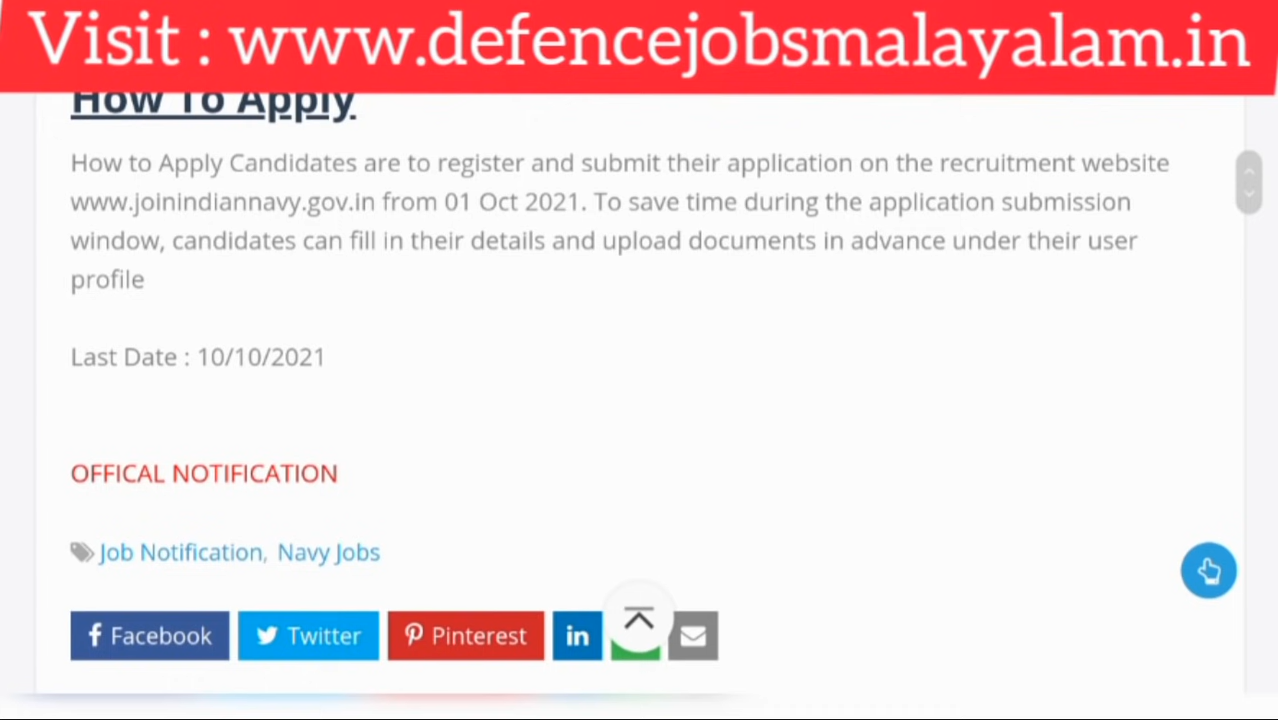 Visit : www.defencejobsmalayalam.in
How To Apply
How to Apply Candidates are to register and submit their application on the recruitment website
www.joinindiannavy.gov.in from 01 Oct 2021. To save time during the application submission
window, candidates can fill in their details and upload documents in advance under their user
profile
Last Date : 10/10/2021
OFFICAL NOTIFICATION
Job Notification, Navy Jobs
Facebook Twitter Pinterest in